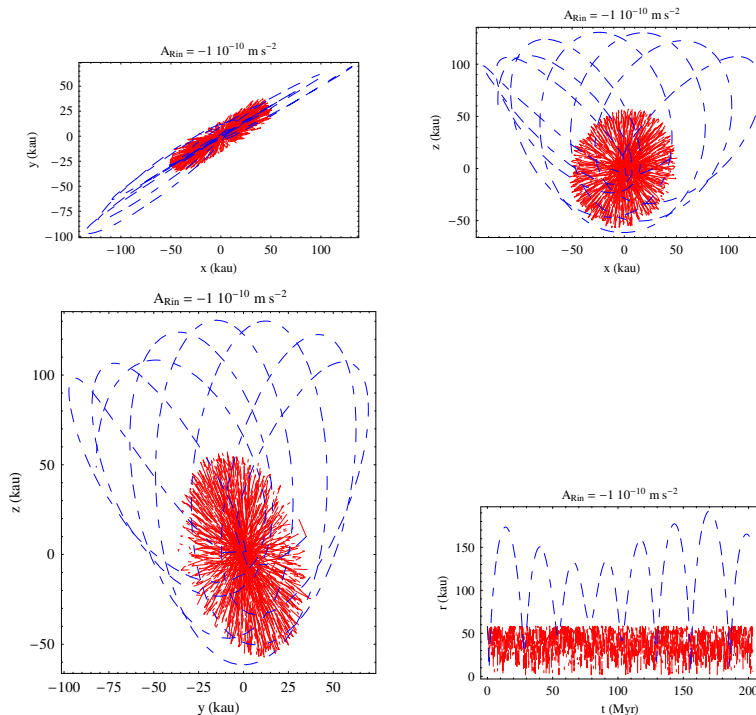 A_Rin = −1 10^−10 m s^−2
y (kau)
50
25
0
−25
−50
−75
−100
−100 −50 0 50 100
x (kau)
A_Rin = −1 10^−10 m s^−2
z (kau)
100
50
0
−50
−100 −50 0 50 100
x (kau)
A_Rin = −1 10^−10 m s^−2
z (kau)
100
50
0
−50
−100 −75 −50 −25 0 25 50
y (kau)
A_Rin = −1 10^−10 m s^−2
r (kau)
150
100
50
0
0 50 100 150 200
t (Myr)